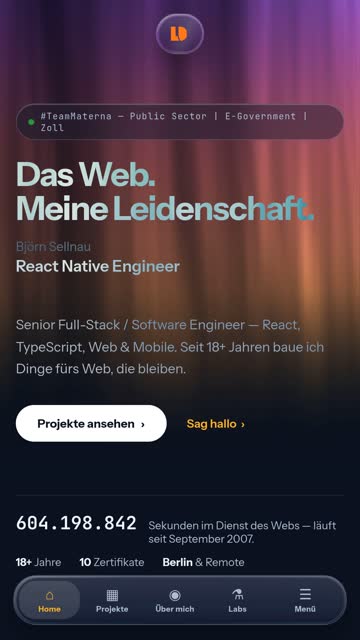 #TeamMaterna — Public Sector | E-Government |
Zoll
Das Web.
Meine Leidenschaft.
Björn Sellnau
React Native Engineer
Senior Full-Stack / Software Engineer — React,
TypeScript, Web & Mobile. Seit 18+ Jahren baue ich
Dinge fürs Web, die bleiben.
Projekte ansehen ›
Sag hallo ›
604.198.842
Sekunden im Dienst des Webs — läuft
seit September 2007.
18+ Jahre
10 Zertifikate
Berlin & Remote
Home
Projekte
Über mich
Labs
Menü